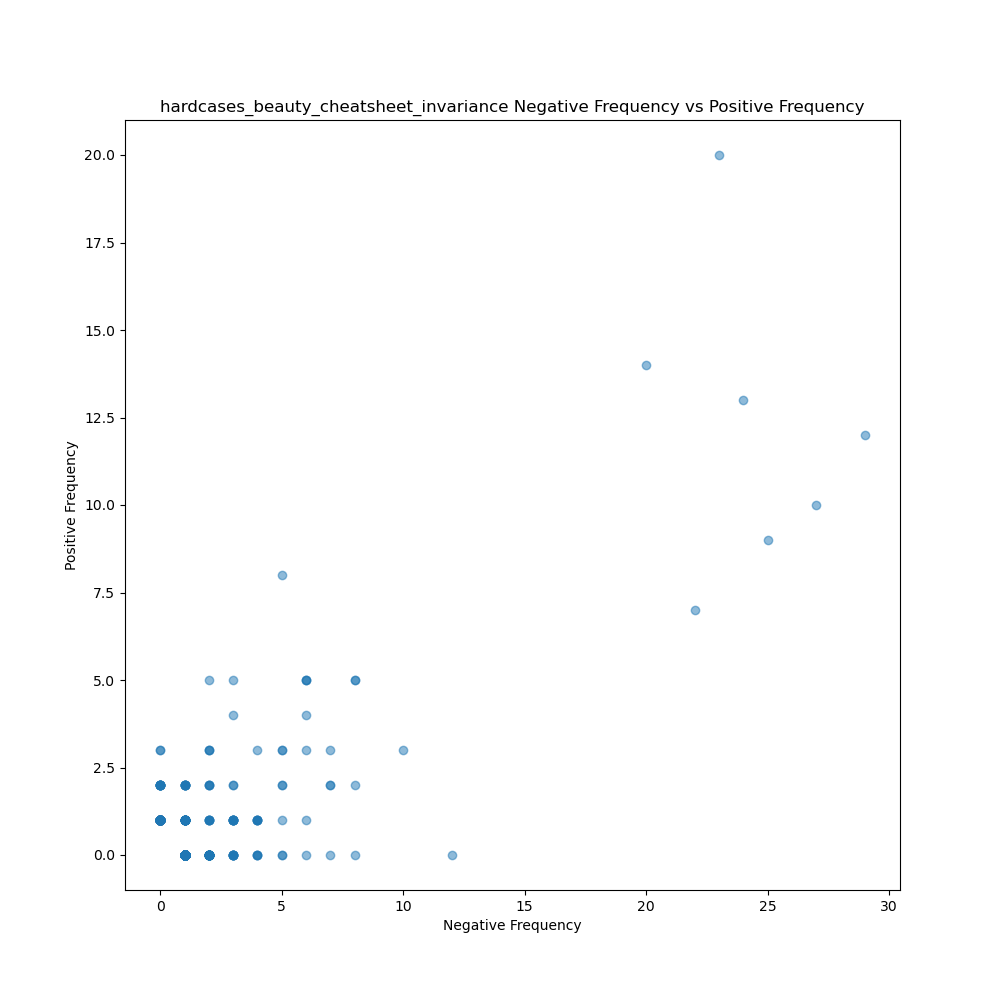 hardcases_beauty_cheatsheet_invariance Negative Frequency vs Positive Frequency
20.0
17.5
15.0
12.5
10.0
7.5
5.0
2.5
0.0
Positive Frequency
0 5 10 15 20 25 30
Negative Frequency